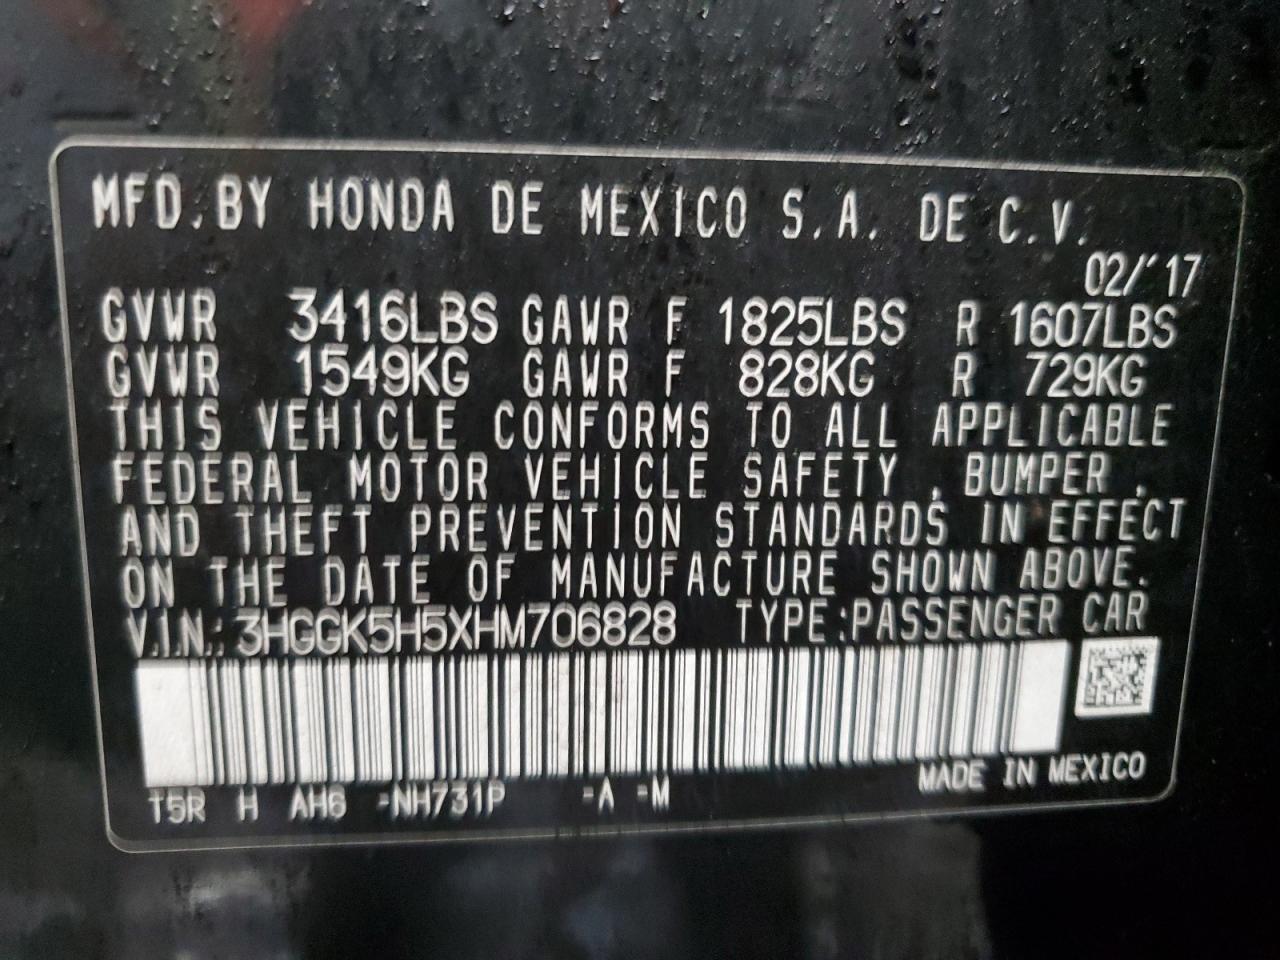 MFD. BY HONDA DE MEXICO S.A. DE C.V.
02/'17
GVWR 3416LBS GAWR F 1825LBS R 1607LBS
GVWR 1549KG GAWR F 828KG R 729KG
THIS VEHICLE CONFORMS TO ALL APPLICABLE
FEDERAL MOTOR VEHICLE SAFETY, BUMPER,
AND THEFT PREVENTION STANDARDS IN EFFECT
ON THE DATE OF MANUFACTURE SHOWN ABOVE.
V.I.N.: 3HGGK5H5XHM706828 TYPE:PASSENGER CAR
MADE IN MEXICO
T5R H AH6 -NH731P -A -M